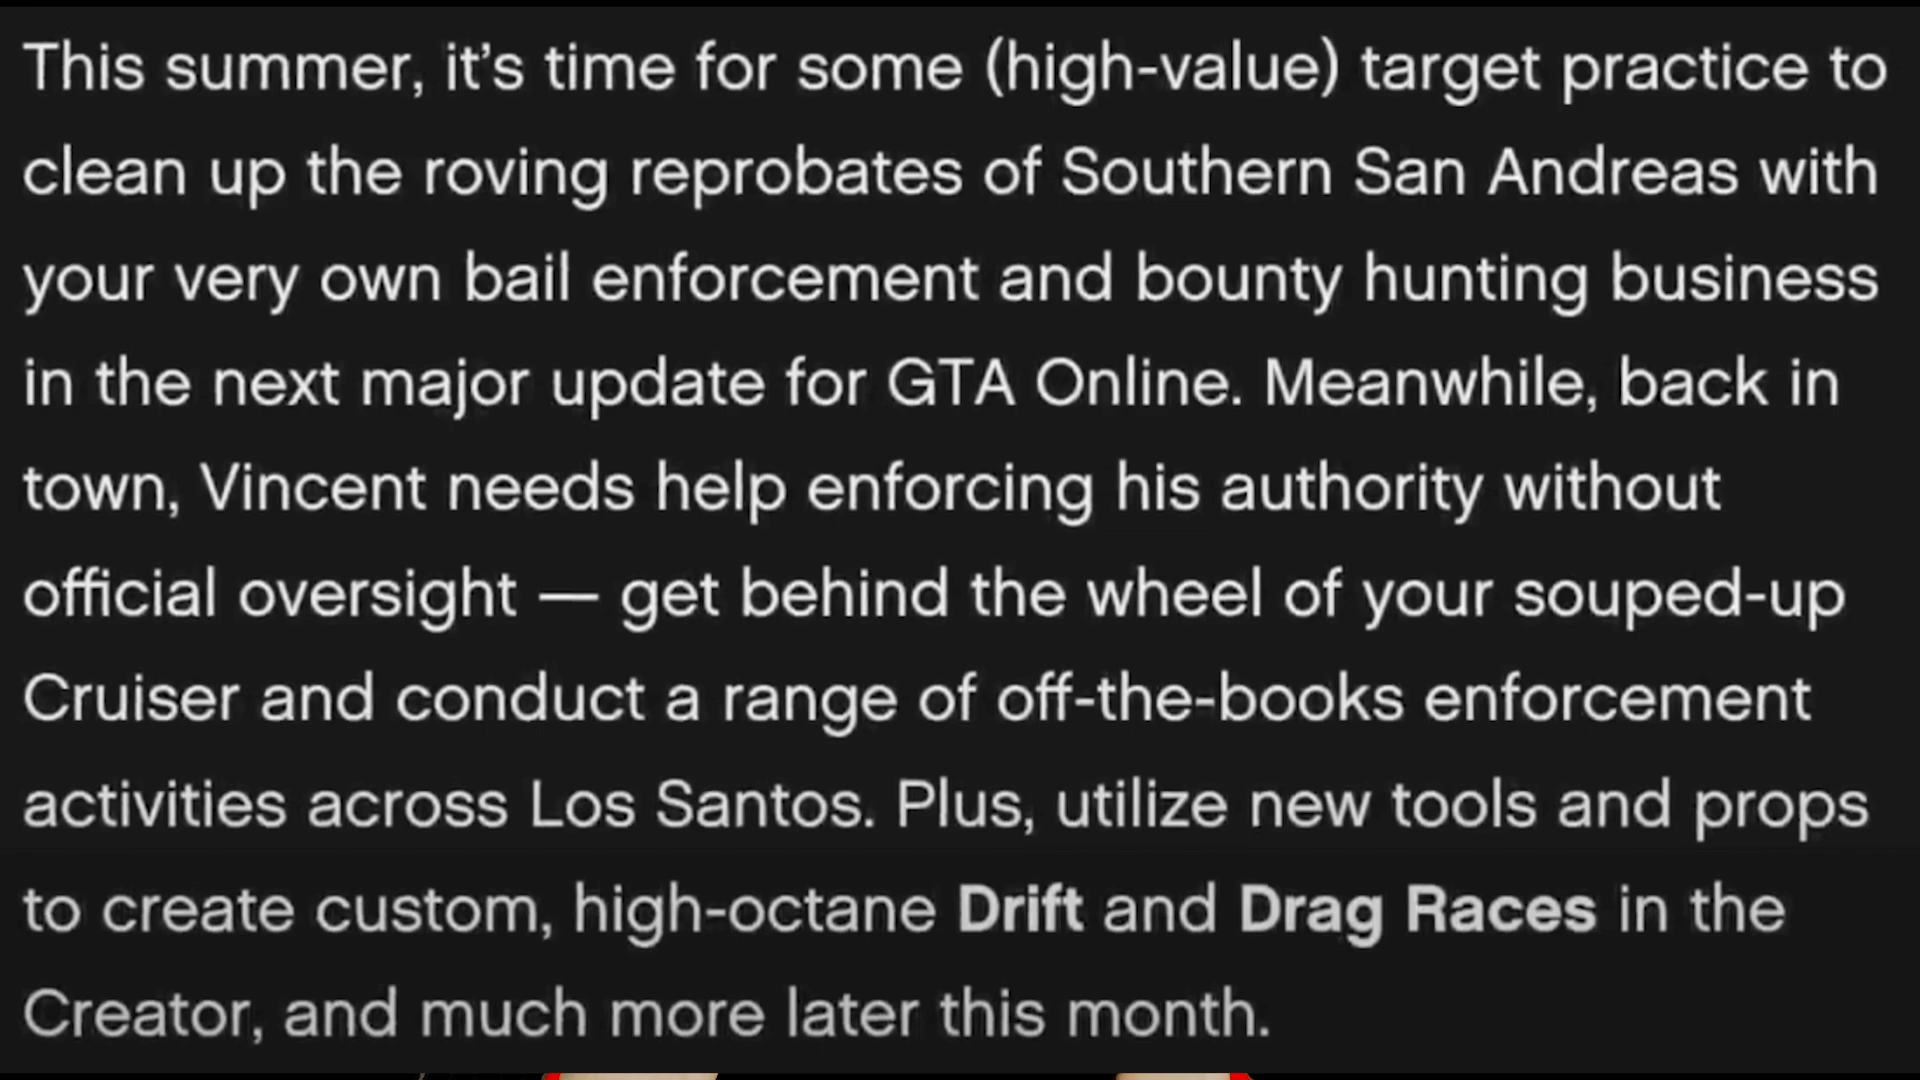 This summer, it’s time for some (high-value) target practice to
clean up the roving reprobates of Southern San Andreas with
your very own bail enforcement and bounty hunting business
in the next major update for GTA Online. Meanwhile, back in
town, Vincent needs help enforcing his authority without
official oversight — get behind the wheel of your souped-up
Cruiser and conduct a range of off-the-books enforcement
activities across Los Santos. Plus, utilize new tools and props
to create custom, high-octane Drift and Drag Races in the
Creator, and much more later this month.